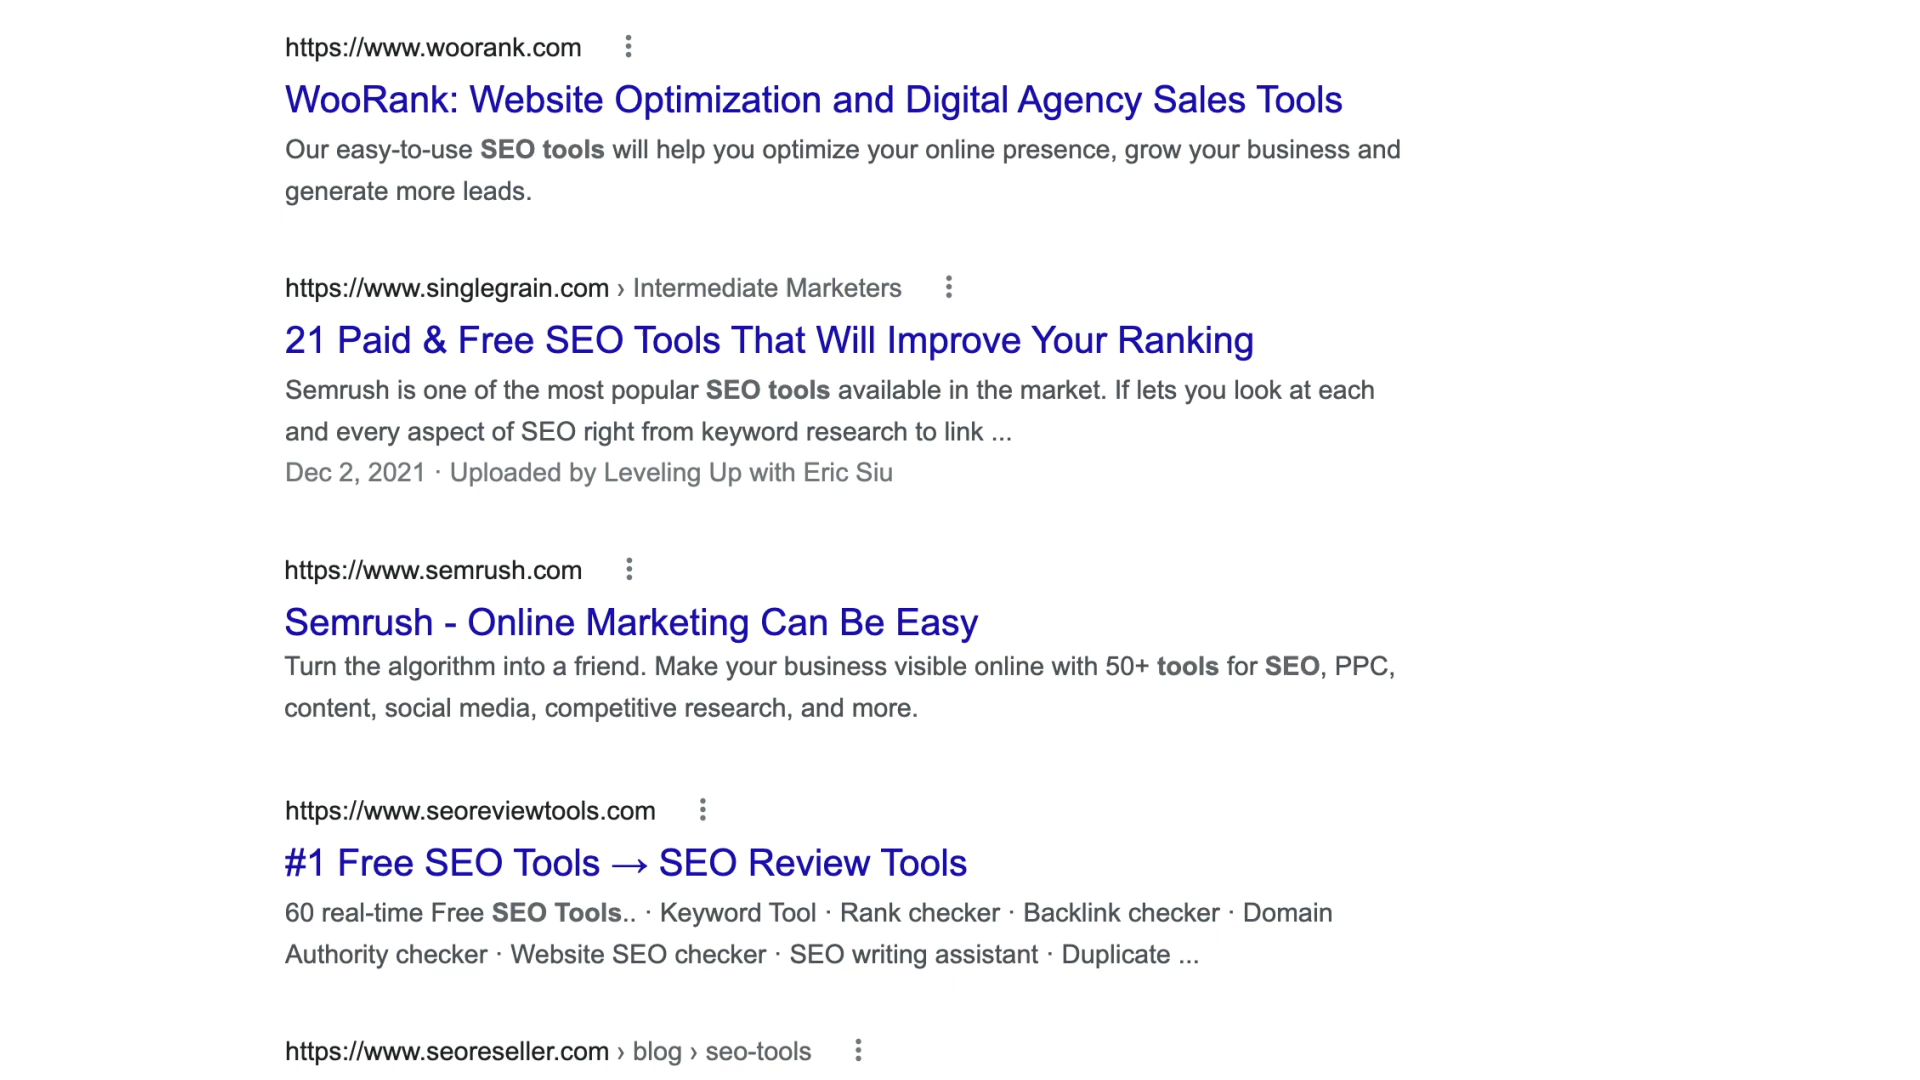 https://www.woorank.com
WooRank: Website Optimization and Digital Agency Sales Tools
Our easy-to-use SEO tools will help you optimize your online presence, grow your business and
generate more leads.
https://www.singlegrain.com › Intermediate Marketers
21 Paid & Free SEO Tools That Will Improve Your Ranking
Semrush is one of the most popular SEO tools available in the market. If lets you look at each
and every aspect of SEO right from keyword research to link ...
Dec 2, 2021 · Uploaded by Leveling Up with Eric Siu
https://www.semrush.com
Semrush - Online Marketing Can Be Easy
Turn the algorithm into a friend. Make your business visible online with 50+ tools for SEO, PPC,
content, social media, competitive research, and more.
https://www.seoreviewtools.com
#1 Free SEO Tools → SEO Review Tools
60 real-time Free SEO Tools.. · Keyword Tool · Rank checker · Backlink checker · Domain
Authority checker · Website SEO checker · SEO writing assistant · Duplicate ...
https://www.seoreseller.com › blog › seo-tools